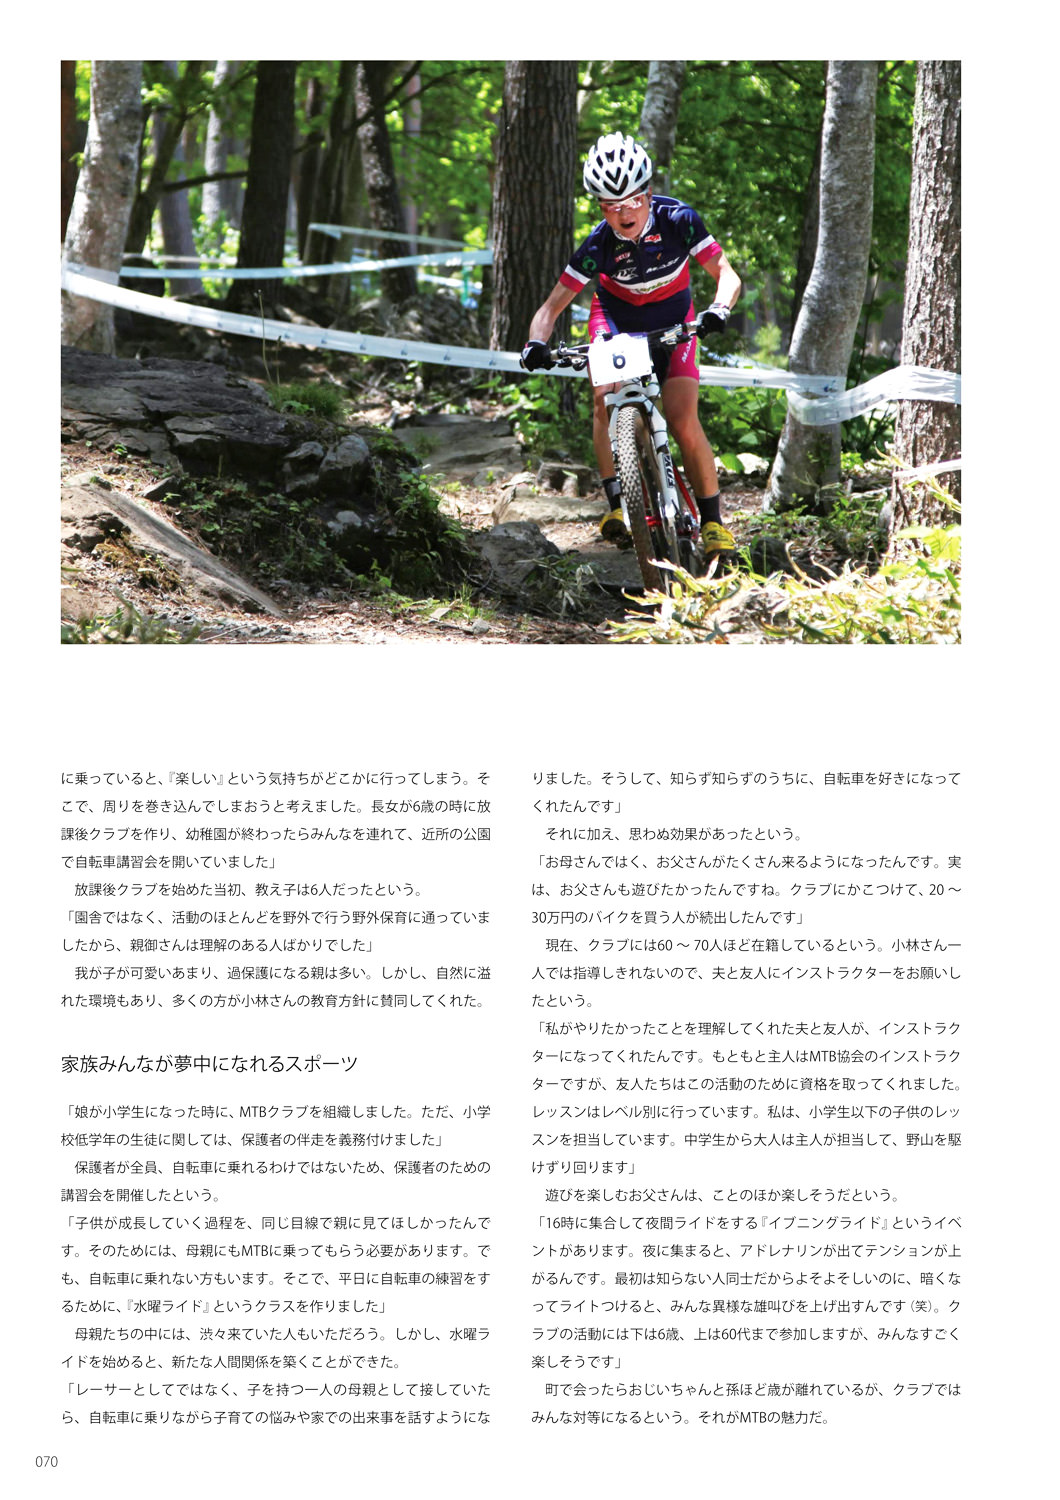 6
MASI
FOX
に乗っていると、『楽しい』という気持ちがどこかに行ってしまう。そ
こで、周りを巻き込んでしまおうと考えました。長女が6歳の時に放
課後クラブを作り、幼稚園が終わったらみんなを連れて、近所の公園
で自転車講習会を開いていました」
　放課後クラブを始めた当初、教え子は6人だったという。
「園舎ではなく、活動のほとんどを野外で行う野外保育に通っていま
したから、親御さんは理解のある人ばかりでした」
　我が子が可愛いあまり、過保護になる親は多い。しかし、自然に溢
れた環境もあり、多くの方が小林さんの教育方針に賛同してくれた。
家族みんなが夢中になれるスポーツ
「娘が小学生になった時に、MTBクラブを組織しました。ただ、小学
校低学年の生徒に関しては、保護者の伴走を義務付けました」
　保護者が全員、自転車に乗れるわけではないため、保護者のための
講習会を開催したという。
「子供が成長していく過程を、同じ目線で親に見てほしかったんで
す。そのためには、母親にもMTBに乗ってもらう必要があります。で
も、自転車に乗れない方もいます。そこで、平日に自転車の練習をす
るために、『水曜ライド』というクラスを作りました」
　母親たちの中には、渋々来ていた人もいただろう。しかし、水曜ラ
イドを始めると、新たな人間関係を築くことができた。
「レーサーとしてではなく、子を持つ一人の母親として接していた
ら、自転車に乗りながら子育ての悩みや家での出来事を話すようにな
りました。そうして、知らず知らずのうちに、自転車を好きになって
くれたんです」
　それに加え、思わぬ効果があったという。
「お母さんではく、お父さんがたくさん来るようになったんです。実
は、お父さんも遊びたかったんですね。クラブにかこつけて、20～
30万円のバイクを買う人が続出したんです」
　現在、クラブには60～70人ほど在籍しているという。小林さん一
人では指導しきれないので、夫と友人にインストラクターをお願いし
たという。
「私がやりたかったことを理解してくれた夫と友人が、インストラク
ターになってくれたんです。もともと主人はMTB協会のインストラク
ターですが、友人たちはこの活動のために資格を取ってくれました。
レッスンはレベル別に行っています。私は、小学生以下の子供のレッ
スンを担当しています。中学生から大人は主人が担当して、野山を駆
けずり回ります」
　遊びを楽しむお父さんは、ことのほか楽しそうだという。
「16時に集合して夜間ライドをする『イブニングライド』というイベ
ントがあります。夜に集まると、アドレナリンが出てテンションが上
がるんです。最初は知らない人同士だからよそよそしいのに、暗くな
ってライトつけると、みんな異様な雄叫びを上げ出すんです（笑）。ク
ラブの活動には下は6歳、上は60代まで参加しますが、みんなすごく
楽しそうです」
　町で会ったらおじいちゃんと孫ほど歳が離れているが、クラブでは
みんな対等になるという。それがMTBの魅力だ。
070